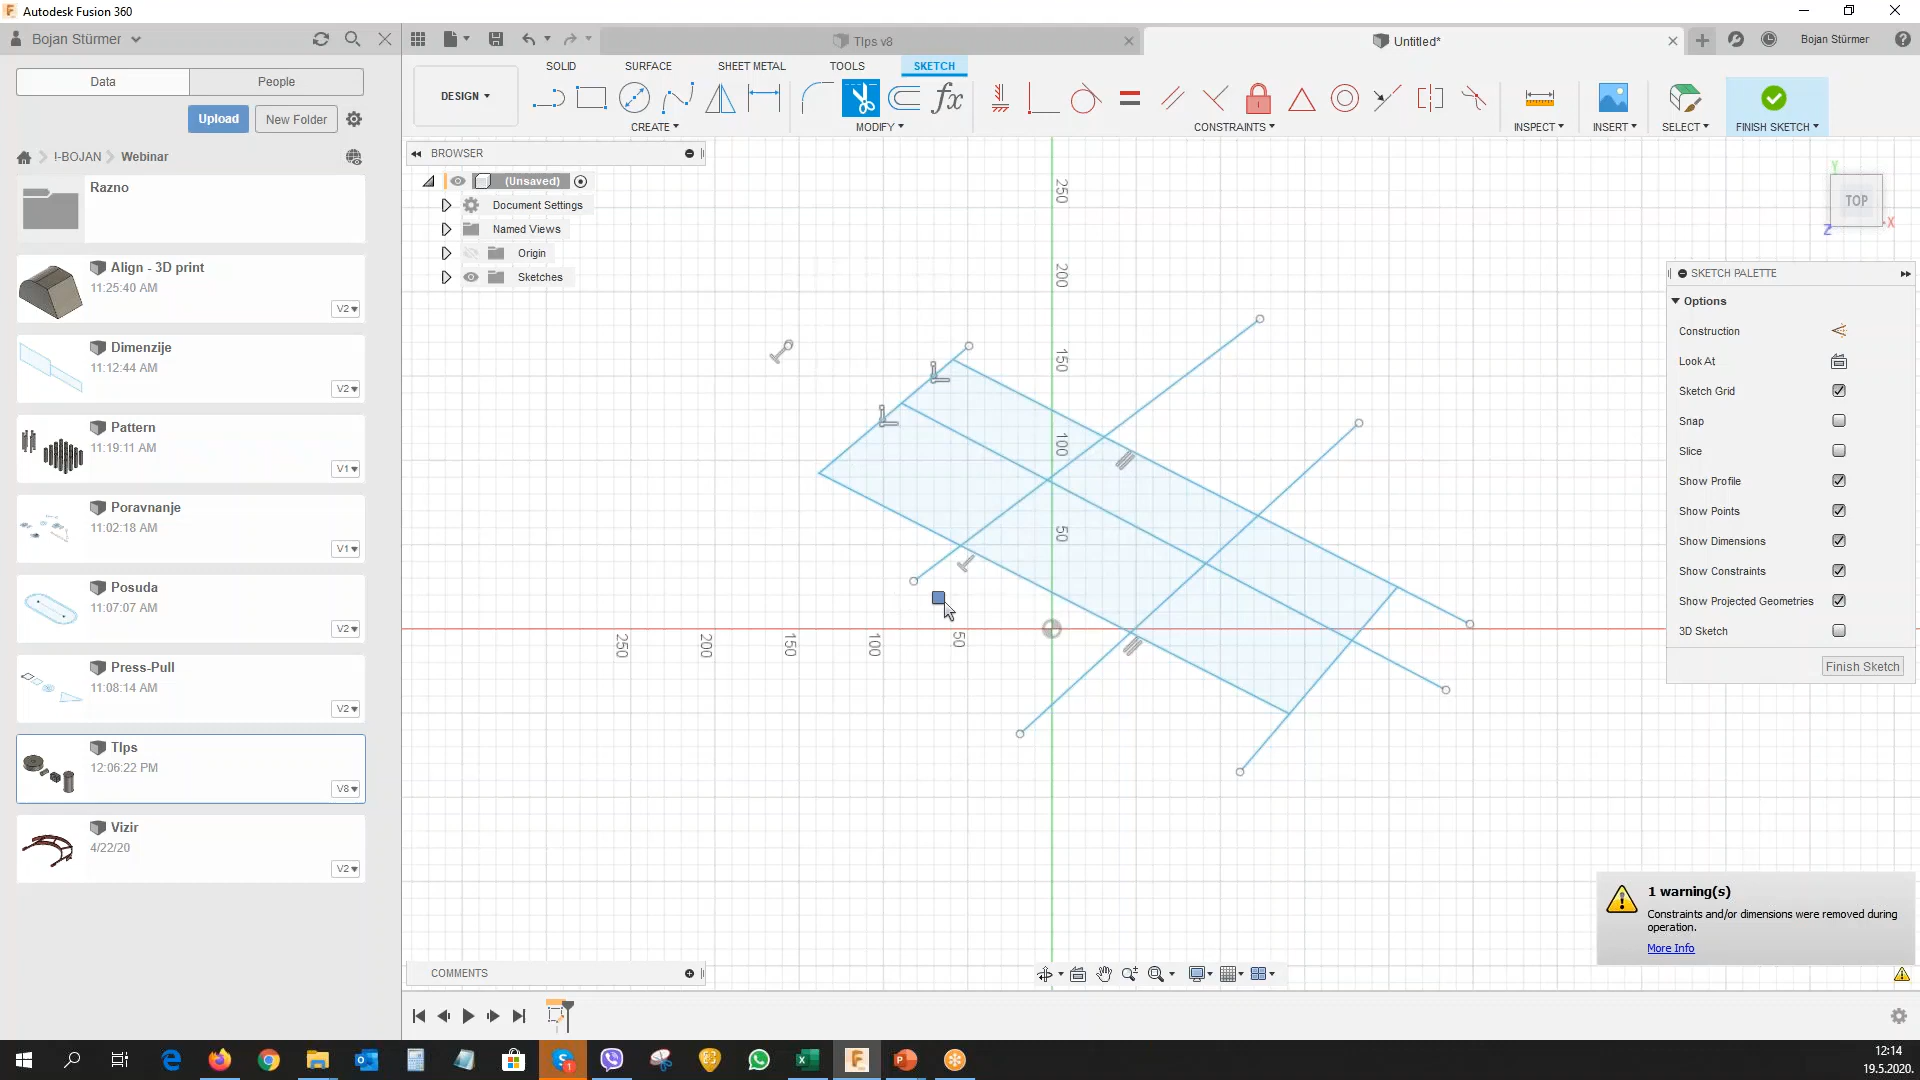 Autodesk Fusion 360
Bojan Stürmer
Data
People
Upload
New Folder
!-BOJAN
Webinar
Razno
Align - 3D print
11:25:40 AM
V2
Dimenzije
11:12:44 AM
V2
Pattern
11:19:11 AM
V1
Poravnanje
11:02:18 AM
V1
Posuda
11:07:07 AM
V2
Press-Pull
11:08:14 AM
V2
TIps
12:06:22 PM
V8
Vizir
4/22/20
V2
TIps v8
Untitled*
Bojan Stürmer
DESIGN
SOLID
SURFACE
SHEET METAL
TOOLS
SKETCH
fx
CREATE
MODIFY
CONSTRAINTS
INSPECT
INSERT
SELECT
FINISH SKETCH
BROWSER
(Unsaved)
Document Settings
Named Views
Origin
Sketches
250
200
150
100
50
250
200
150
100
50
Y
TOP
X
Z
SKETCH PALETTE
Options
Construction
Look At
Sketch Grid
Snap
Slice
Show Profile
Show Points
Show Dimensions
Show Constraints
Show Projected Geometries
3D Sketch
Finish Sketch
1 warning(s)
Constraints and/or dimensions were removed during
operation.
More Info
COMMENTS
12:14
19.5.2020.